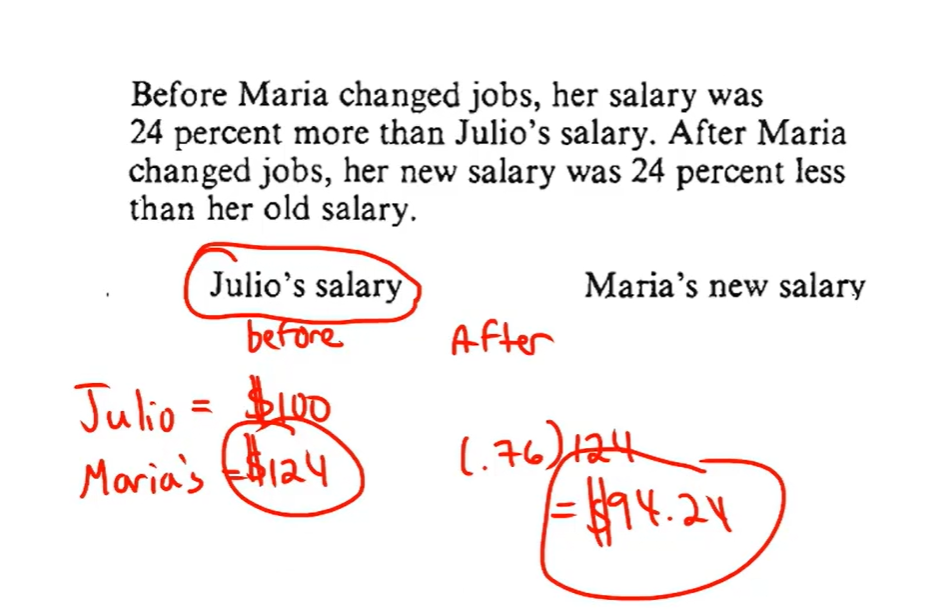 Before Maria changed jobs, her salary was
24 percent more than Julio's salary. After Maria
changed jobs, her new salary was 24 percent less
than her old salary.
Julio's salary Maria's new salary
before After
Julio = $100
Maria's = $124 (.76)124
= $94.24